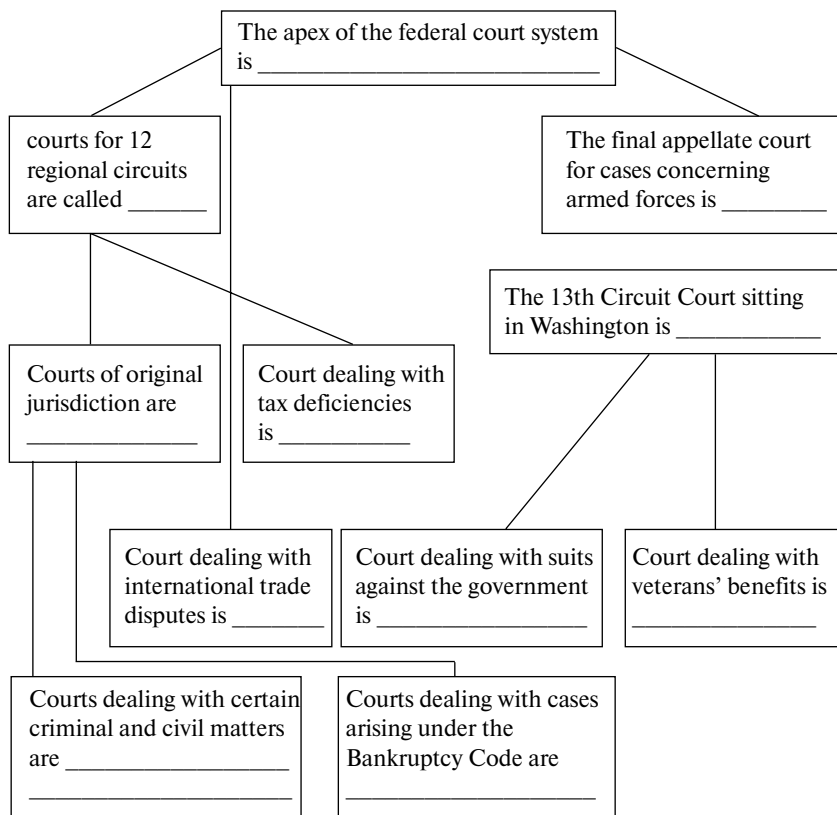 The apex of the federal court system
is __________________________
courts for 12
regional circuits
are called ______
The final appellate court
for cases concerning
armed forces is ________
The 13th Circuit Court sitting
in Washington is ___________
Courts of original
jurisdiction are
_____________
Court dealing with
tax deficiencies
is __________
Court dealing with
international trade
disputes is _______
Court dealing with suits
against the government
is ________________
Court dealing with
veterans’ benefits is
______________
Courts dealing with certain
criminal and civil matters
are _________________
____________________
Courts dealing with cases
arising under the
Bankruptcy Code are
___________________